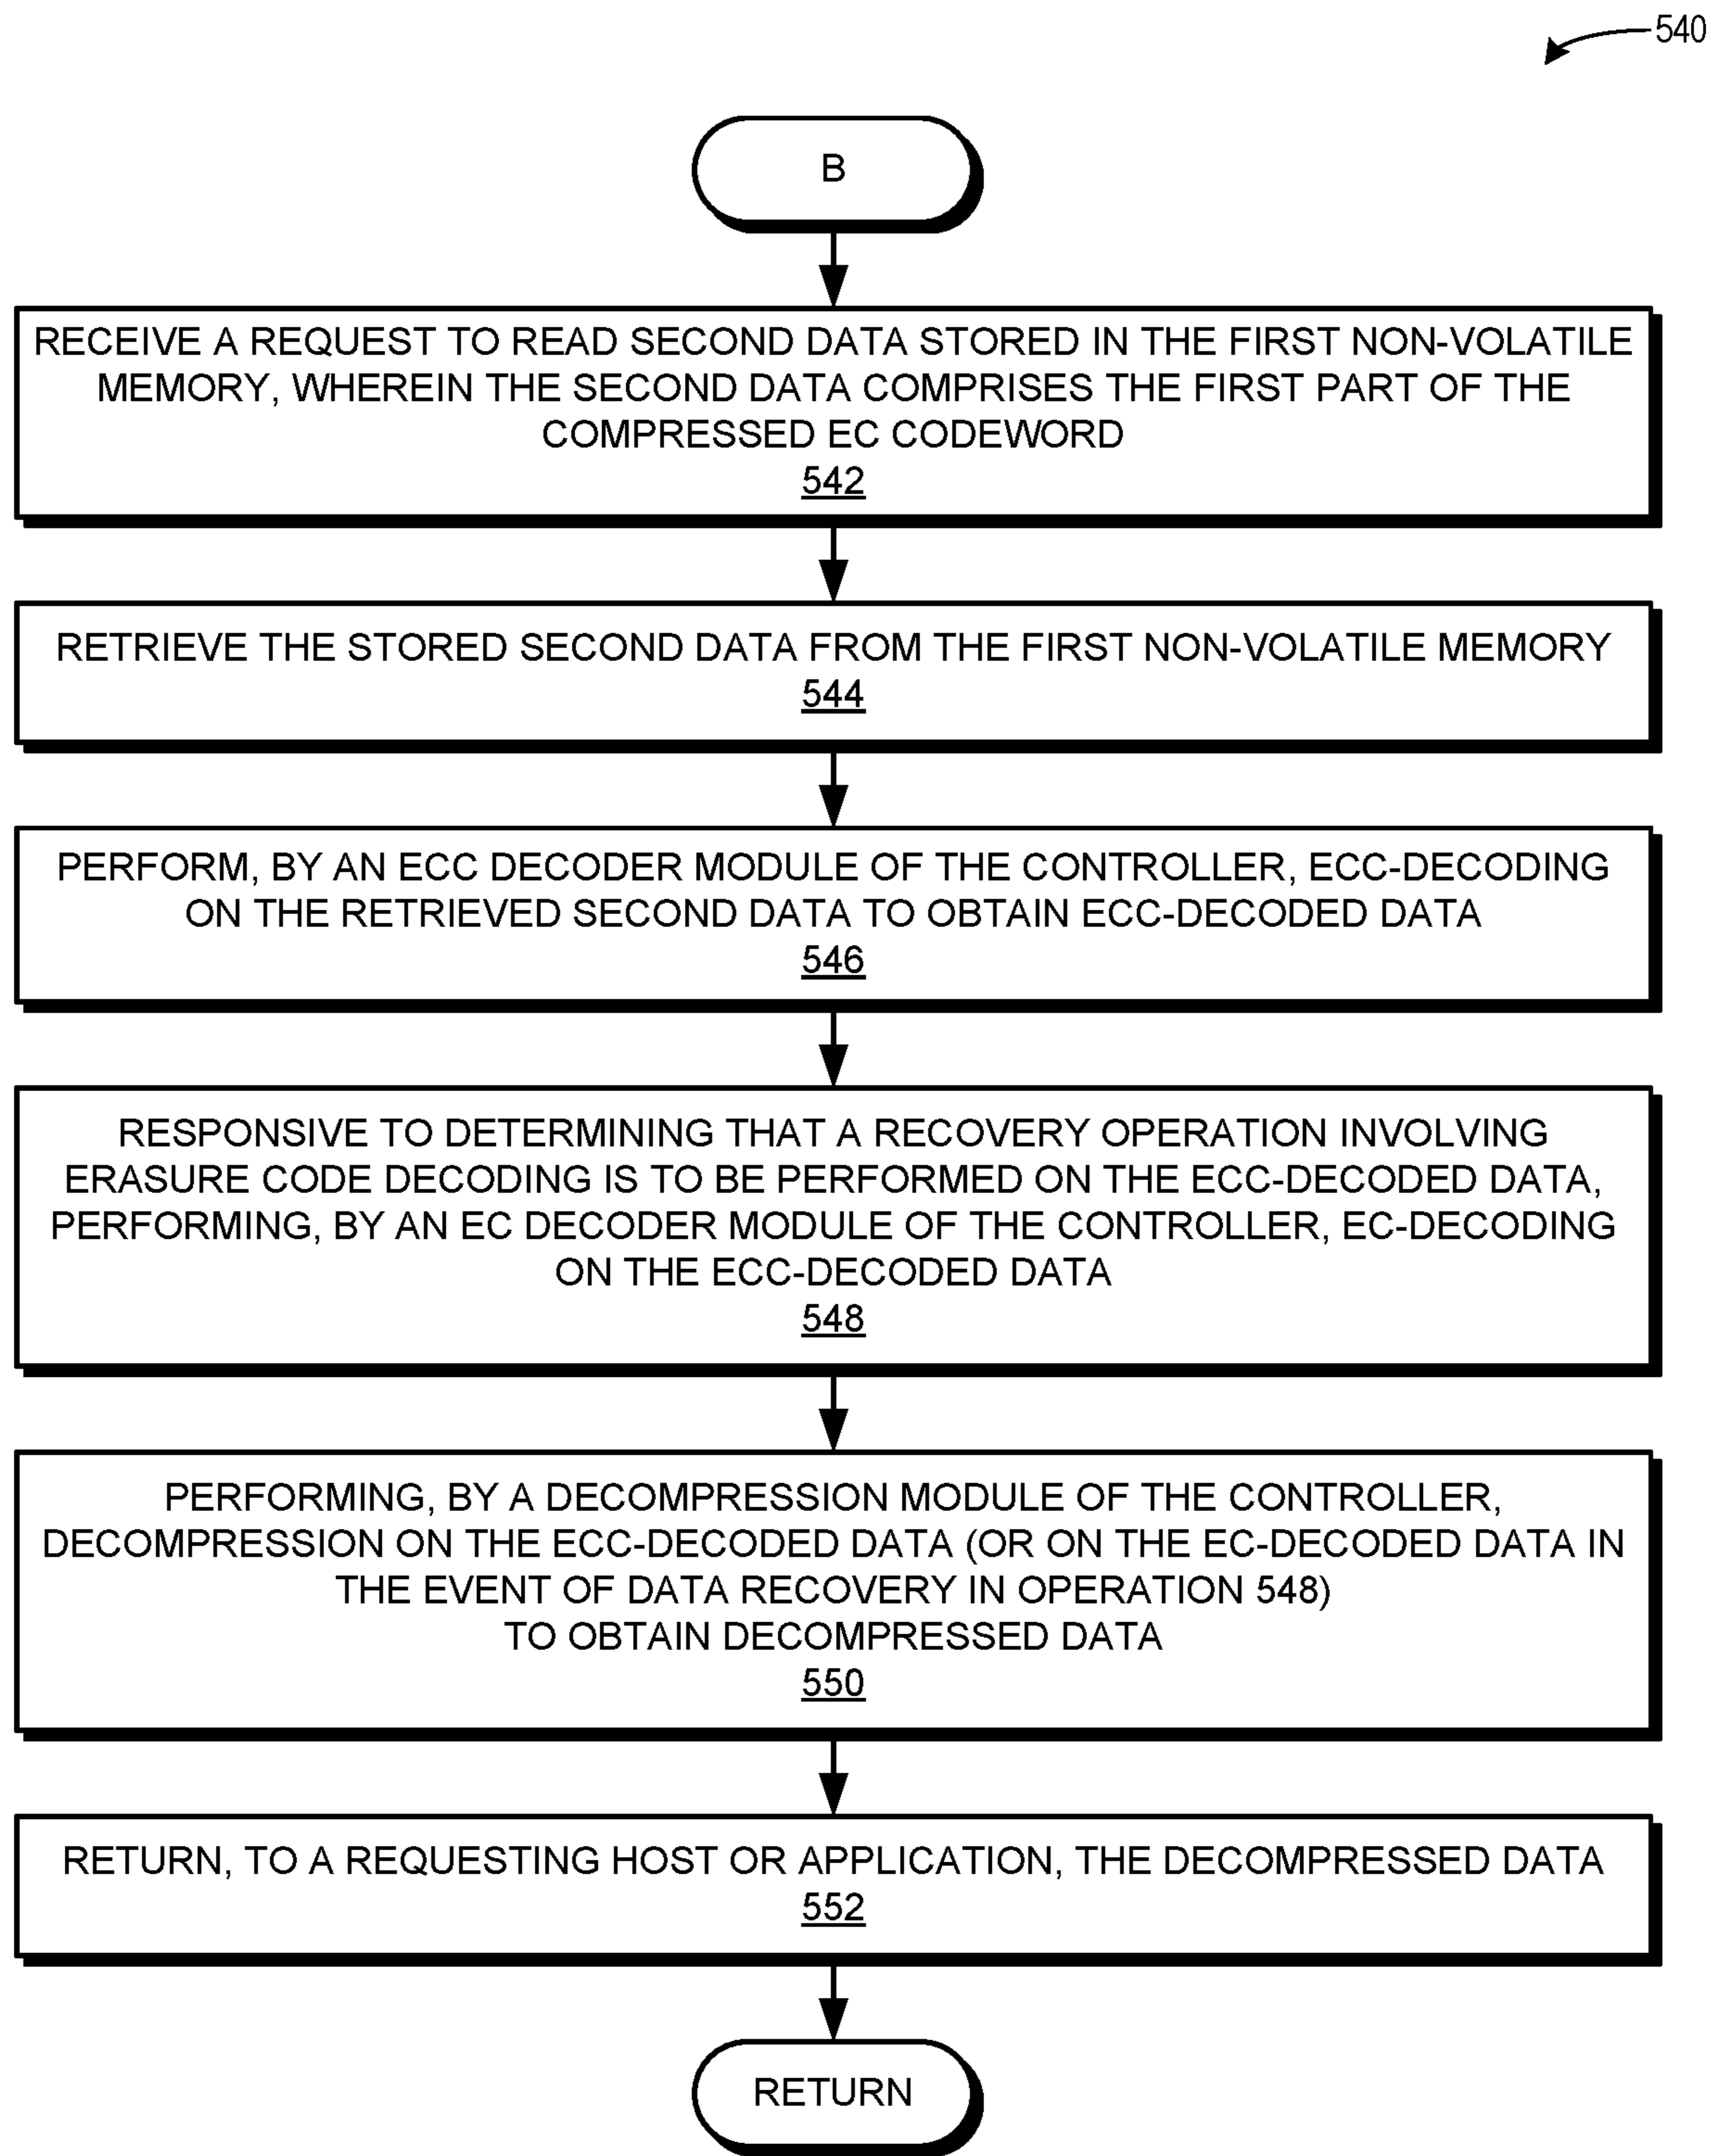 540
B
RECEIVE A REQUEST TO READ SECOND DATA STORED IN THE FIRST NON-VOLATILE
MEMORY, WHEREIN THE SECOND DATA COMPRISES THE FIRST PART OF THE
COMPRESSED EC CODEWORD
542
RETRIEVE THE STORED SECOND DATA FROM THE FIRST NON-VOLATILE MEMORY
544
PERFORM, BY AN ECC DECODER MODULE OF THE CONTROLLER, ECC-DECODING
ON THE RETRIEVED SECOND DATA TO OBTAIN ECC-DECODED DATA
546
RESPONSIVE TO DETERMINING THAT A RECOVERY OPERATION INVOLVING
ERASURE CODE DECODING IS TO BE PERFORMED ON THE ECC-DECODED DATA,
PERFORMING, BY AN EC DECODER MODULE OF THE CONTROLLER, EC-DECODING
ON THE ECC-DECODED DATA
548
PERFORMING, BY A DECOMPRESSION MODULE OF THE CONTROLLER,
DECOMPRESSION ON THE ECC-DECODED DATA (OR ON THE EC-DECODED DATA IN
THE EVENT OF DATA RECOVERY IN OPERATION 548)
TO OBTAIN DECOMPRESSED DATA
550
RETURN, TO A REQUESTING HOST OR APPLICATION, THE DECOMPRESSED DATA
552
RETURN